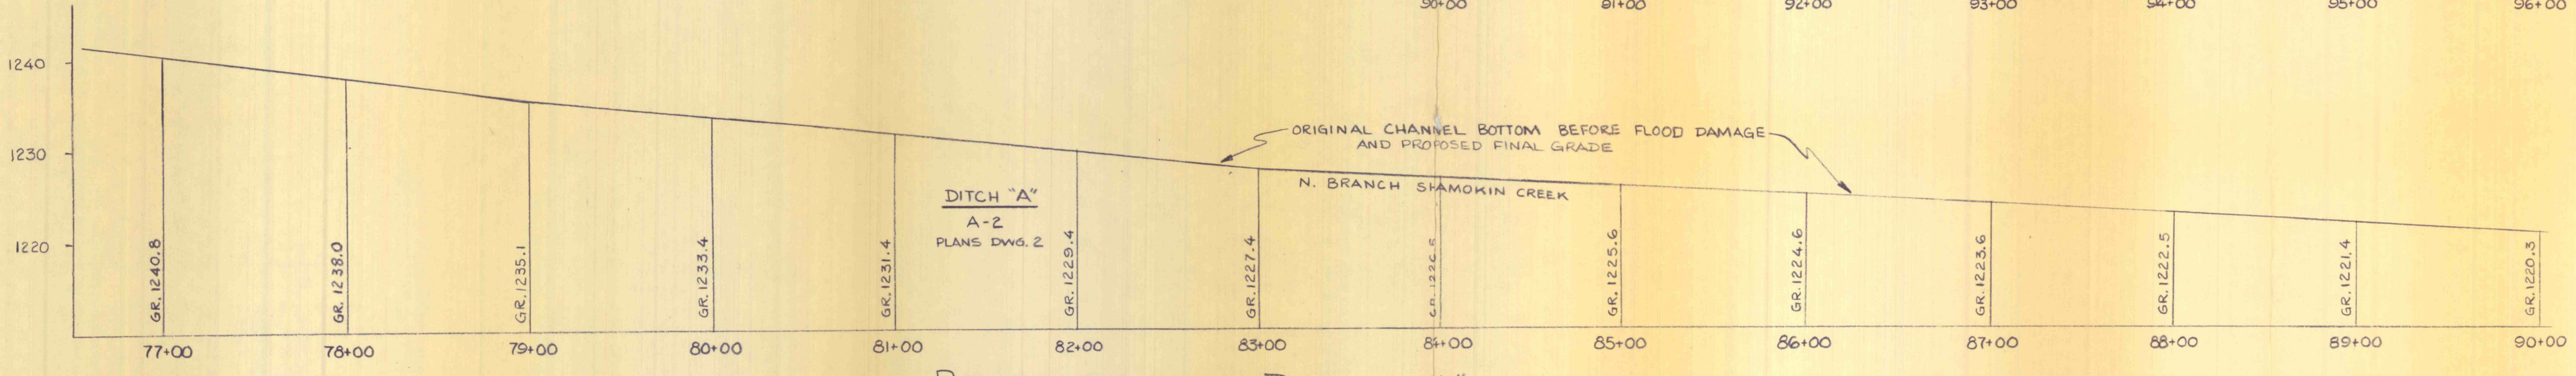 90+00 91+00 92+00 93+00 94+00 95+00 96+00
1240
1230
1220
ORIGINAL CHANNEL BOTTOM BEFORE FLOOD DAMAGE
AND PROPOSED FINAL GRADE
N. BRANCH SHAMOKIN CREEK
DITCH "A"
A-2
PLANS DWG. 2
GR. 1240.8
GR. 1238.0
GR. 1235.1
GR. 1233.4
GR. 1231.4
GR. 1229.4
GR. 1227.4
GR.
GR. 1225.6
GR. 1224.6
GR. 1223.6
GR. 1222.5
GR. 1221.4
GR. 1220.3
77+00 78+00 79+00 80+00 81+00 82+00 83+00 84+00 85+00 86+00 87+00 88+00 89+00 90+00